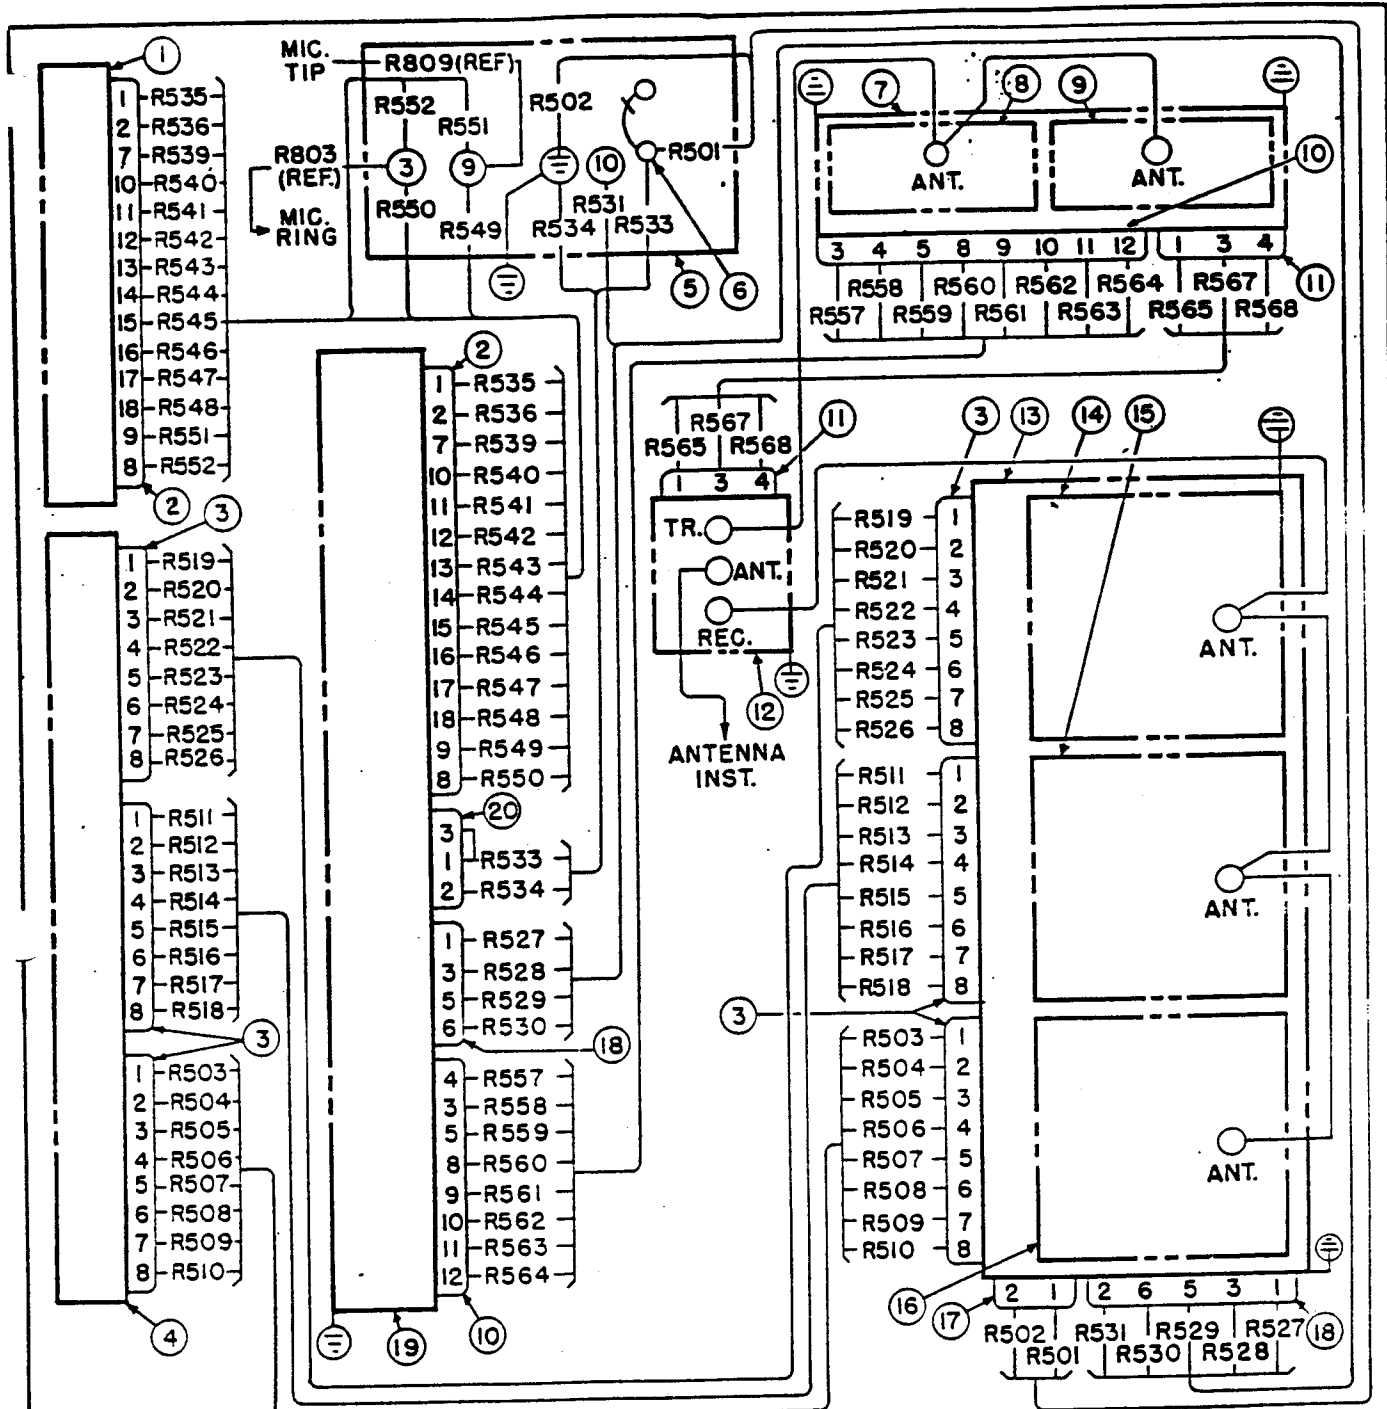 1
1 R535
2 R536
7 R539
10 R540
11 R541
12 R542
13 R543
14 R544
15 R545
16 R546
17 R547
18 R548
9 R551
8 R552
2
3
1 R519
2 R520
3 R521
4 R522
5 R523
6 R524
7 R525
8 R526
1 R511
2 R512
3 R513
4 R514
5 R515
6 R516
7 R517
8 R518
3
1 R503
2 R504
3 R505
4 R506
5 R507
6 R508
7 R509
8 R510
4
MIC.
TIP
R809(REF)
R552
R551
R502
R803
(REF.)
3
9
10
R501
MIC.
RING
R550
R549
R534
R531
R533
5
6
2
1 R535
2 R536
7 R539
10 R540
11 R541
12 R542
13 R543
14 R544
15 R545
16 R546
17 R547
18 R548
9 R549
8 R550
20
3
1 R533
2 R534
1 R527
3 R528
5 R529
6 R530
18
4 R557
3 R558
5 R559
8 R560
9 R561
10 R562
11 R563
12 R564
19
10
7
8
9
10
ANT.
ANT.
3 4 5 8 9 10 11 12 1 3 4
11
R558 R560 R562 R564 R567
R557 R559 R561 R563 R565 R568
R567
R565 R568
11
1 3 4
TR.
ANT.
REC.
12
ANTENNA
INST.
3
13
14
15
R519 1
R520 2
R521 3
R522 4
R523 5
R524 6
R525 7
R526 8
ANT.
R511 1
R512 2
R513 3
R514 4
R515 5
R516 6
R517 7
R518 8
ANT.
3
R503 1
R504 2
R505 3
R506 4
R507 5
R508 6
R509 7
R510 8
ANT.
16
17
2 1 2 6 5 3 1
18
R502 R531 R529 R527
R501 R530 R528